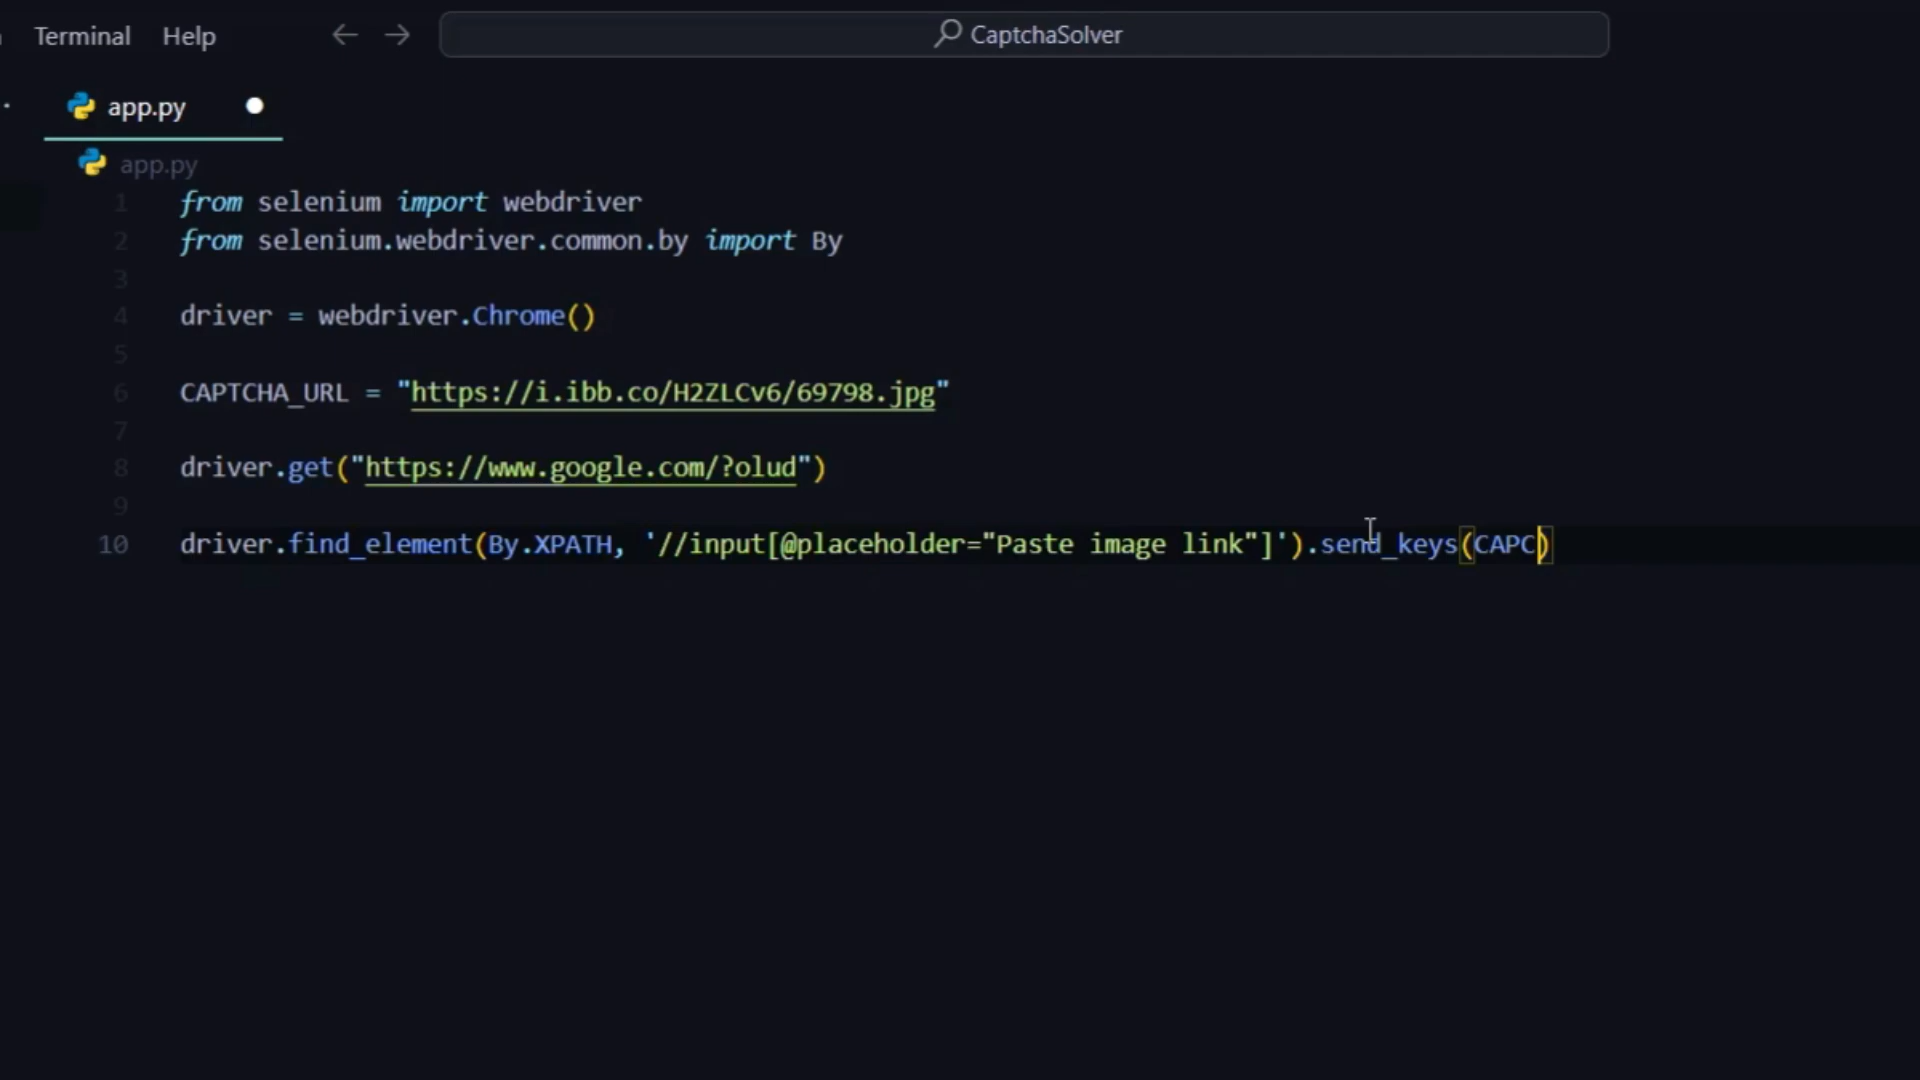 Terminal Help CaptchaSolver
app.py
app.py
1 from selenium import webdriver
2 from selenium.webdriver.common.by import By
3
4 driver = webdriver.Chrome()
5
6 CAPTCHA_URL = "https://i.ibb.co/H2ZLCv6/69798.jpg"
7
8 driver.get("https://www.google.com/?olud")
9
10 driver.find_element(By.XPATH, '//input[@placeholder="Paste image link"]').send_keys(CAPC)